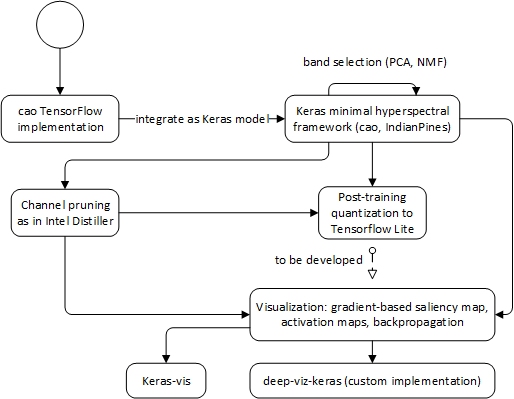 band selection (PCA, NMF)
cao TensorFlow
implementation
integrate as Keras model
Keras minimal hyperspectral
framework (cao, IndianPines)
Channel pruning
as in Intel Distiller
Post-training
quantization to
Tensorflow Lite
to be developed
Visualization: gradient-based saliency map,
activation maps, backpropagation
Keras-vis
deep-viz-keras (custom implementation)